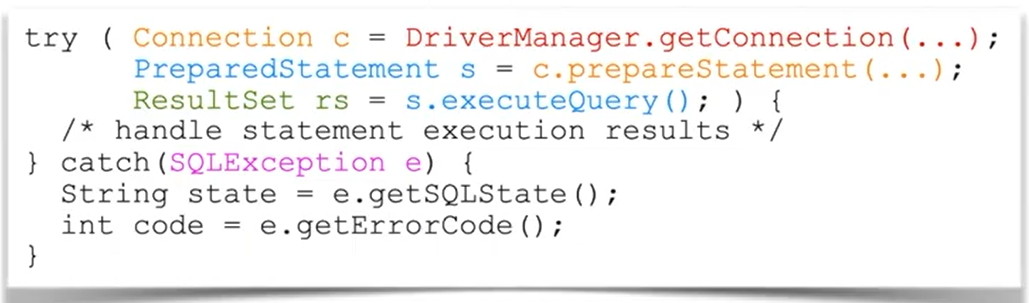 try ( Connection c = DriverManager.getConnection(...);
PreparedStatement s = c.prepareStatement(...);
ResultSet rs = s.executeQuery(); ) {
/* handle statement execution results */
} catch(SQLException e) {
String state = e.getSQLState();
int code = e.getErrorCode();
}